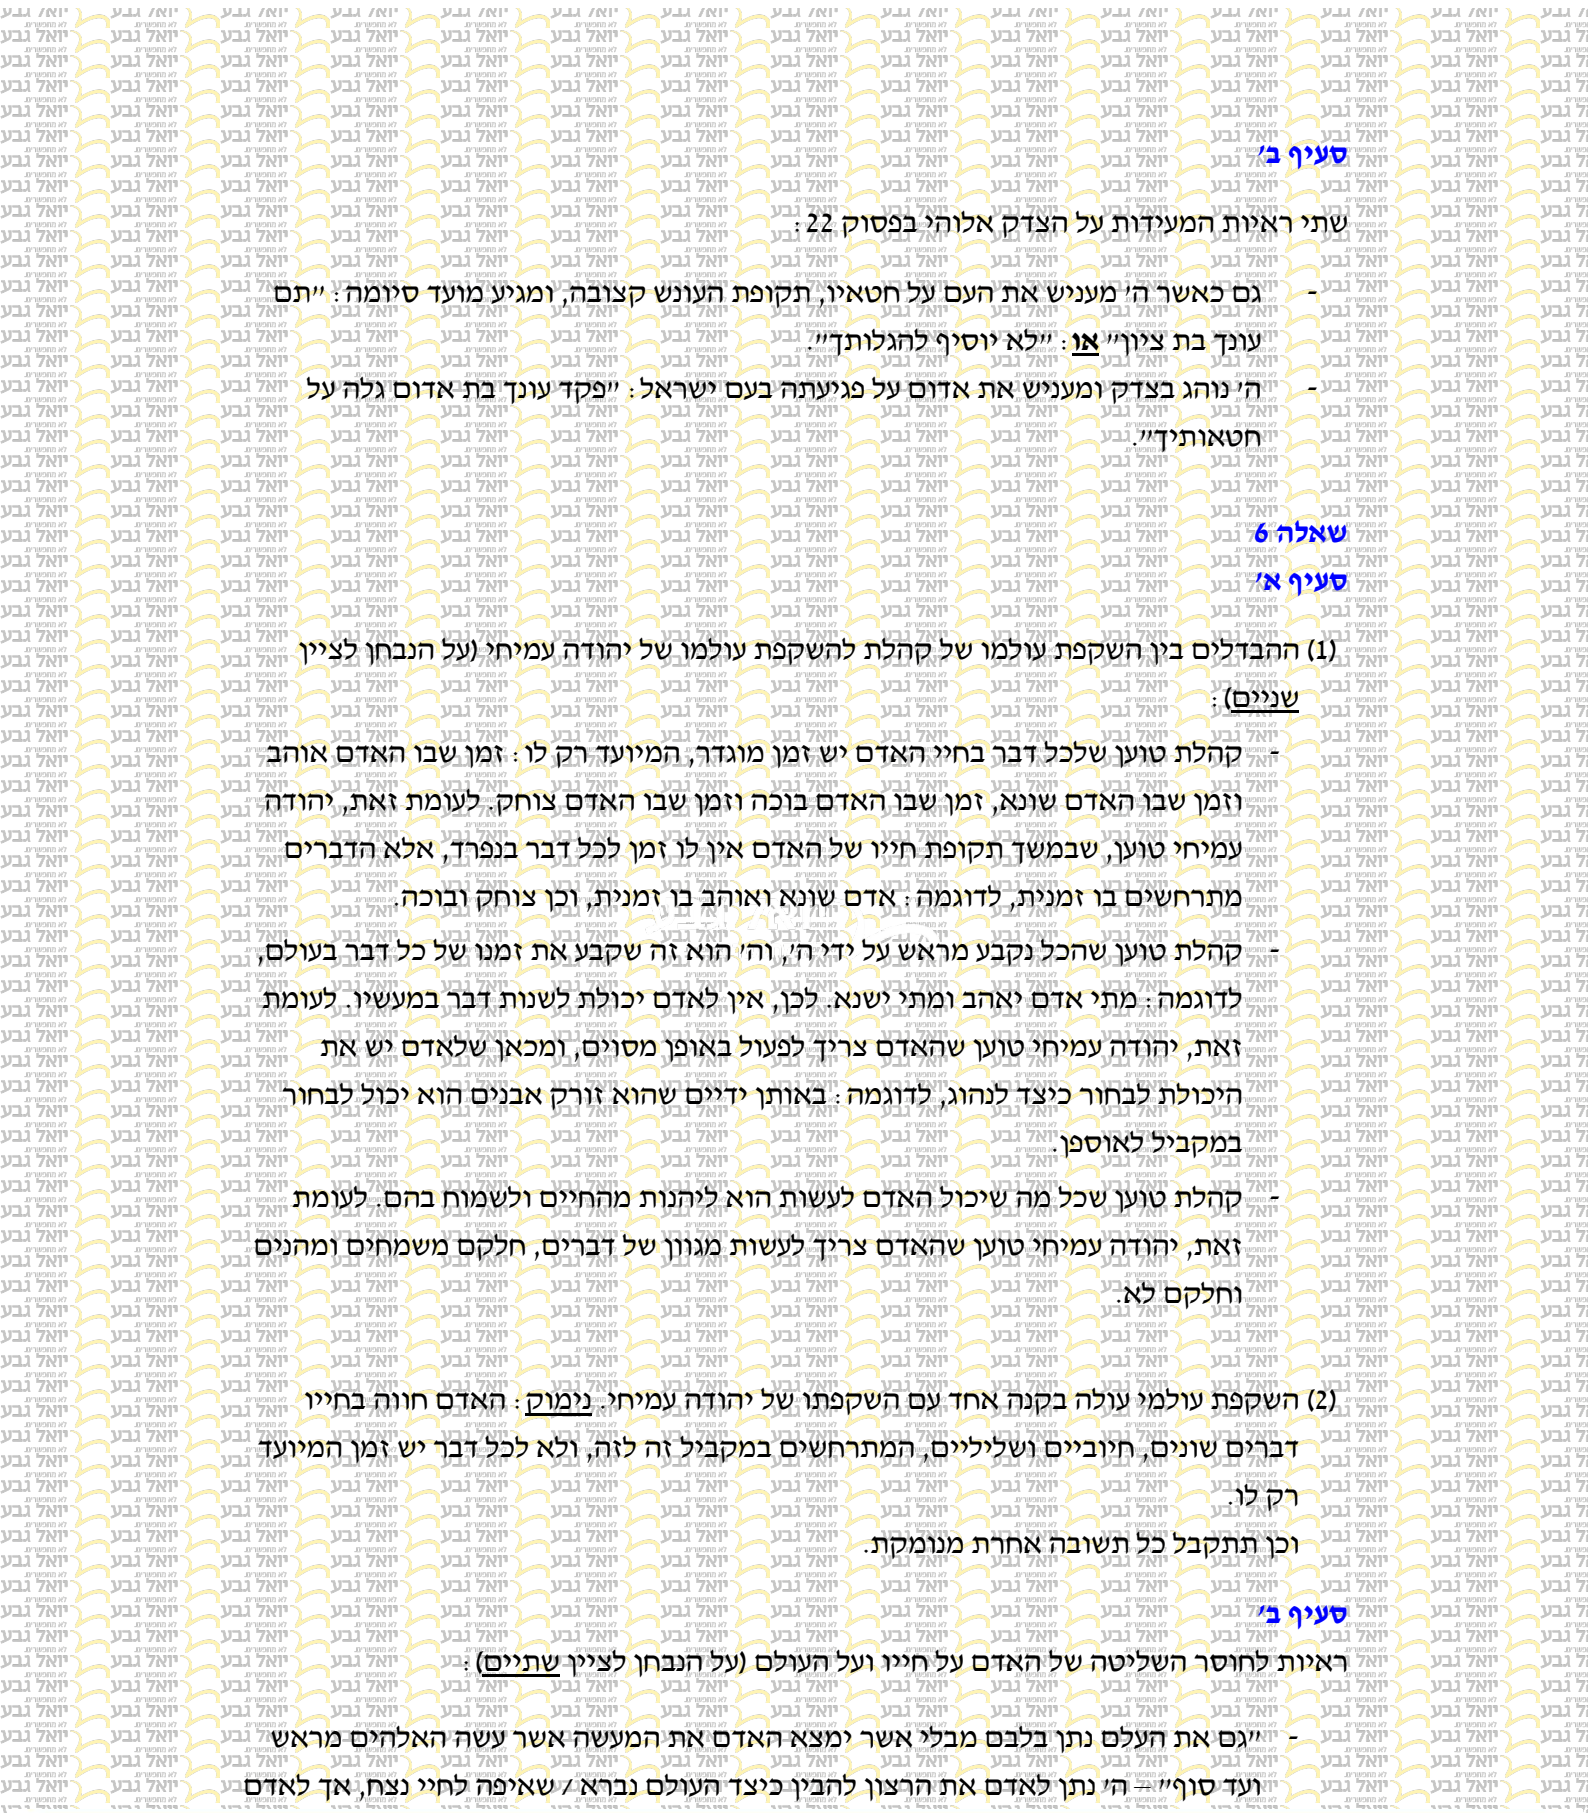 סעיף ב'
שתי ראיות המעידות על הצדק אלוהי בפסוק 22:
- גם כאשר ה' מעניש את העם על חטאיו, תקופת העונש קצובה, ומגיע מועד סיומה: "תם
עונך בת ציון" או: "לא יוסיף להגלותך".
- ה' נוהג בצדק ומעניש את אדום על פגיעתה בעם ישראל: "פקד עונך בת אדום גלה על
חטאותיך".
שאלה 6
סעיף א'
(1) ההבדלים בין השקפת עולמו של קהלת להשקפת עולמו של יהודה עמיחי (על הנבחן לציין
שניים):
- קהלת טוען שלכל דבר בחיי האדם יש זמן מוגדר, המיועד רק לו: זמן שבו האדם אוהב
וזמן שבו האדם שונא, זמן שבו האדם בוכה וזמן שבו האדם צוחק. לעומת זאת, יהודה
עמיחי טוען, שבמשך תקופת חייו של האדם אין לו זמן לכל דבר בנפרד, אלא הדברים
מתרחשים בו זמנית, לדוגמה: אדם שונא ואוהב בו זמנית, וכן צוחק ובוכה.
- קהלת טוען שהכל נקבע מראש על ידי ה', וה' הוא זה שקבע את זמנו של כל דבר בעולם,
לדוגמה: מתי אדם יאהב ומתי ישנא. לכן, אין לאדם יכולת לשנות דבר במעשיו. לעומת
זאת, יהודה עמיחי טוען שהאדם צריך לפעול באופן מסוים, ומכאן שלאדם יש את
היכולת לבחור כיצד לנהוג, לדוגמה: באותן ידיים שהוא זורק אבנים הוא יכול לבחור
במקביל לאוספן.
- קהלת טוען שכל מה שיכול האדם לעשות הוא ליהנות מהחיים ולשמוח בהם. לעומת
זאת, יהודה עמיחי טוען שהאדם צריך לעשות מגוון של דברים, חלקם משמחים ומהנים
וחלקם לא.
(2) השקפת עולמי עולה בקנה אחד עם השקפתו של יהודה עמיחי. נימוק: האדם חווה בחייו
דברים שונים, חיוביים ושליליים, המתרחשים במקביל זה לזה, ולא לכל דבר יש זמן המיועד
רק לו.
וכן תתקבל כל תשובה אחרת מנומקת.
סעיף ב'
ראיות לחוסר השליטה של האדם על חייו ועל העולם (על הנבחן לציין שתיים):
- "גם את העלם נתן בלבם מבלי אשר ימצא האדם את המעשה אשר עשה האלהים מראש
ועד סוף" – ה' נתן לאדם את הרצון להבין כיצד העולם נברא / שאיפה לחיי נצח, אך לאדם